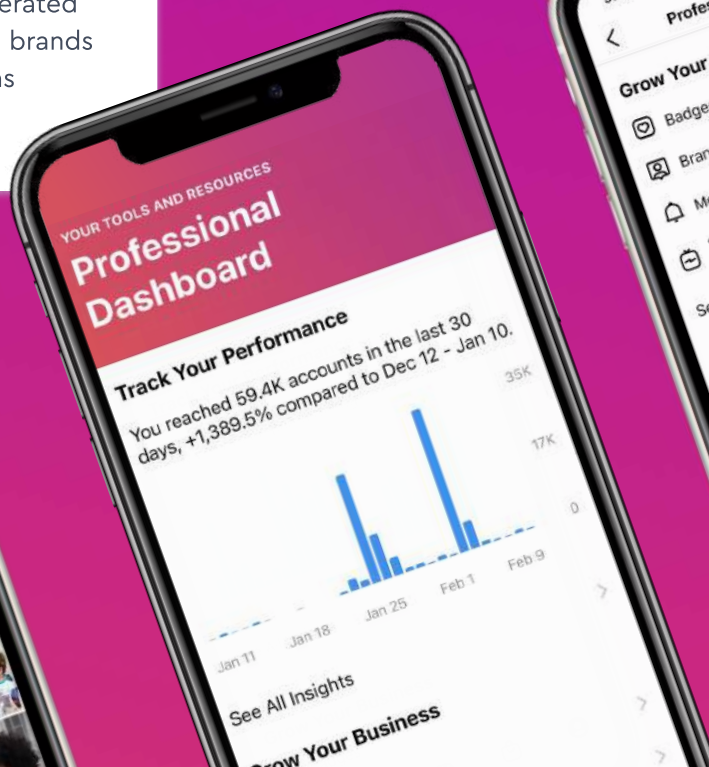 brands
YOUR TOOLS AND RESOURCES
Professional
Dashboard
Track Your Performance
You reached 59.4K accounts in the last 30
days, +1,389.5% compared to Dec 12 - Jan 10.
35K
17K
0
Jan 11
Jan 18
Jan 25
Feb 1
Feb 9
See All Insights
Grow Your Business
Grow Your